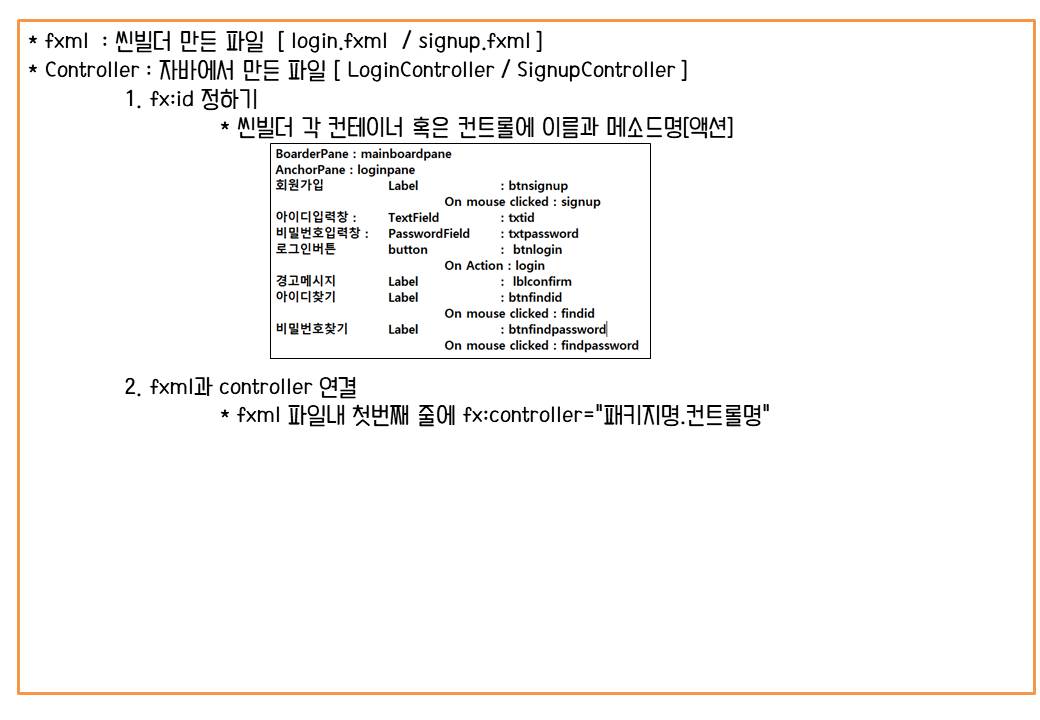 * fxml : 씬빌더 만든 파일 [ login.fxml / signup.fxml ]
* Controller : 자바에서 만든 파일 [ LoginController / SignupController ]
1. fx:id 정하기
* 씬빌더 각 컨테이너 혹은 컨트롤에 이름과 메소드명[액션]
BoarderPane : mainboardpane
AnchorPane : loginpane
회원가입 Label : btnsignup
On mouse clicked : signup
아이디입력창 : TextField : txtid
비밀번호입력창 : PasswordField : txtpassword
로그인버튼 button : btnlogin
On Action : login
경고메시지 Label : lblconfirm
아이디찾기 Label : btnfindid
On mouse clicked : findid
비밀번호찾기 Label : btnfindpassword
On mouse clicked : findpassword
2. fxml과 controller 연결
* fxml 파일내 첫번째 줄에 fx:controller="패키지명.컨트롤명"